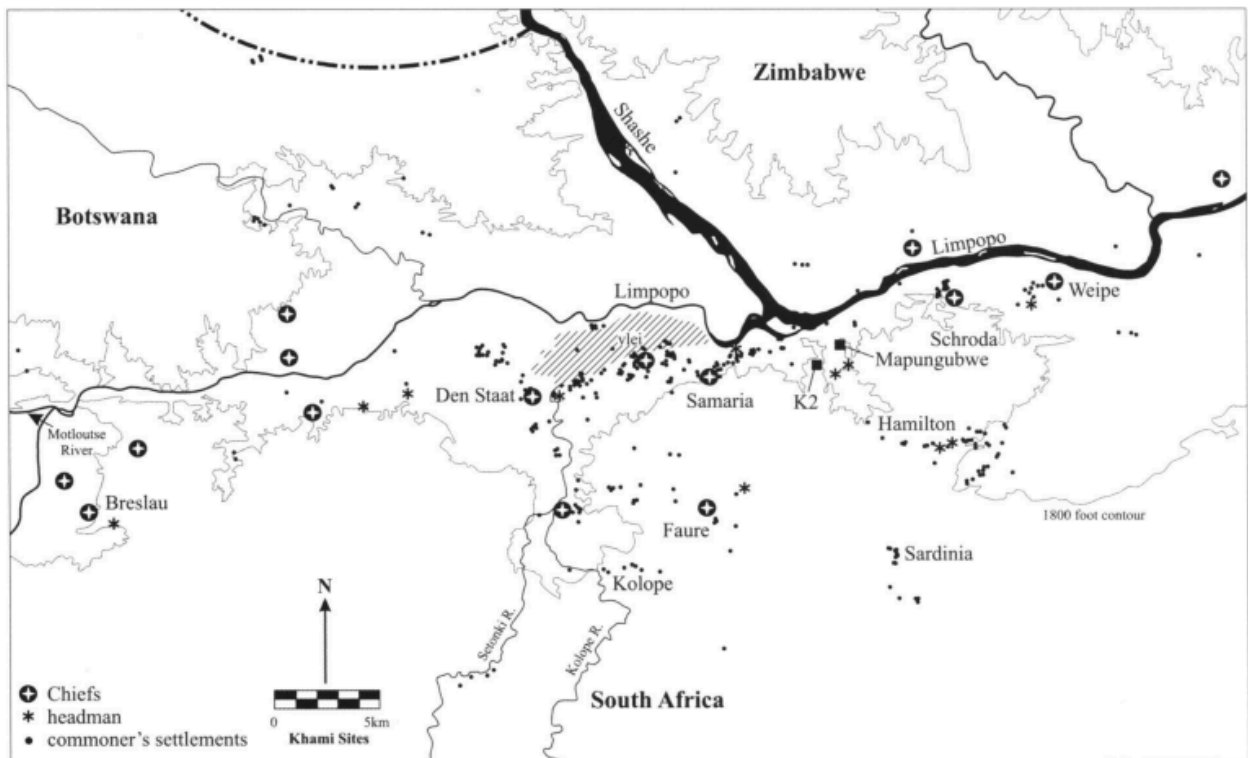 Zimbabwe
Shashe
Botswana
Limpopo
Limpopo
vlei
Weipe
Schroda
Mapungubwe
Den Staat
Samaria
K2
Motloutse
River
Hamilton
Breslau
Faure
1800 foot contour
Sardinia
Kolope
N
Setonki R.
Kolope R.
South Africa
Chiefs
headman
commoner's settlements
0 5km
Khami Sites